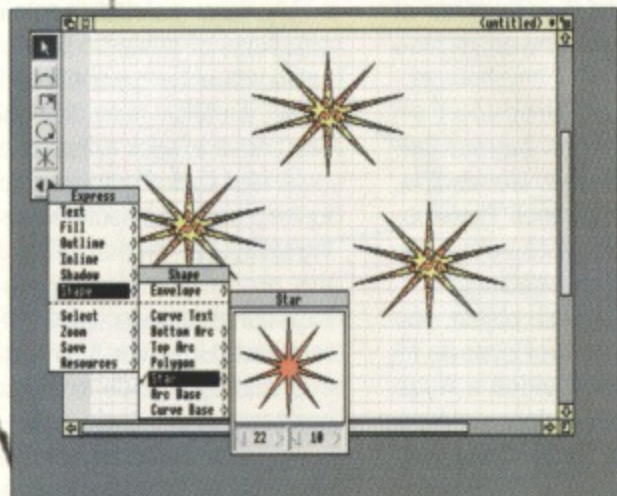 (untitled) *
Express
Text
Fill
Outline
Inline
Shadow
Shape
Select
Zoom
Save
Resources
Shape
Envelope
Curve Text
Bottom Arc
Top Arc
Polygon
Star
Arc Base
Curve Base
Star
22 10